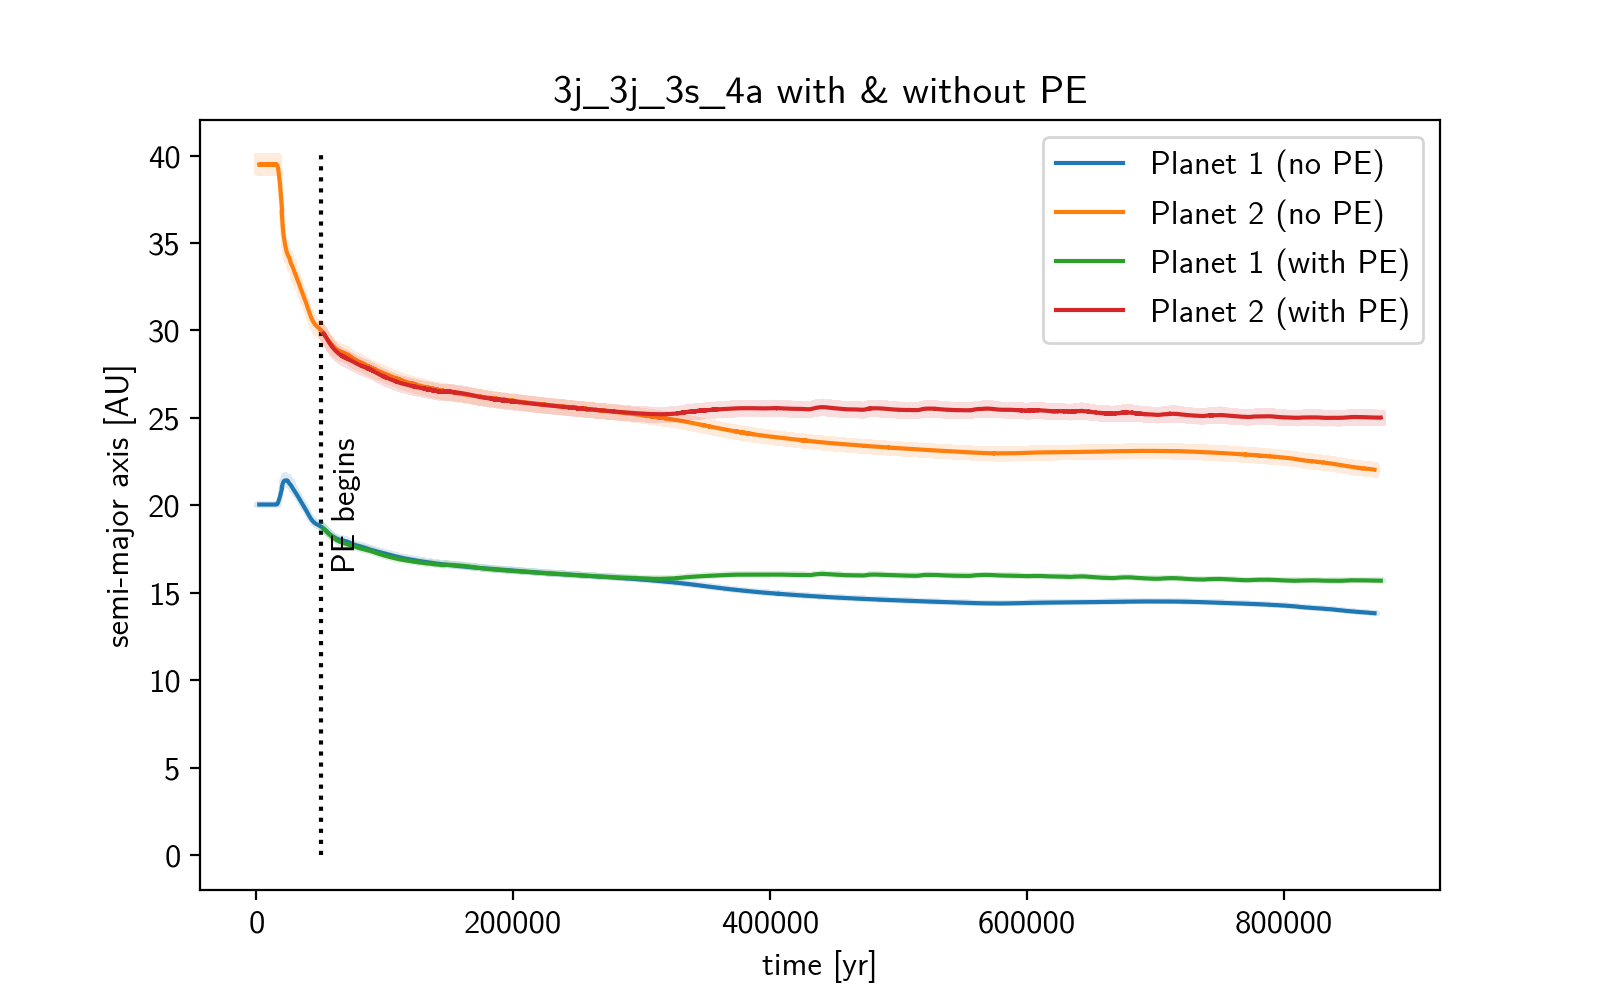 3j_3j_3s_4a with & without PE
Planet 1 (no PE)
Planet 2 (no PE)
Planet 1 (with PE)
Planet 2 (with PE)
40
35
30
25
20
15
10
5
0
semi-major axis [AU]
PE begins
0
200000
400000
600000
800000
time [yr]